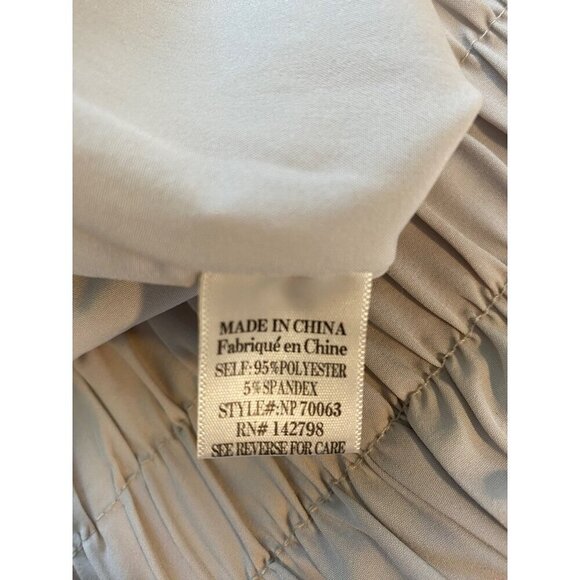 MADE IN CHINA
Fabriqué en Chine
SELF: 95%POLYESTER
5%SPANDEX
STYLE#:NP 70063
RN# 142798
SEE REVERSE FOR CARE